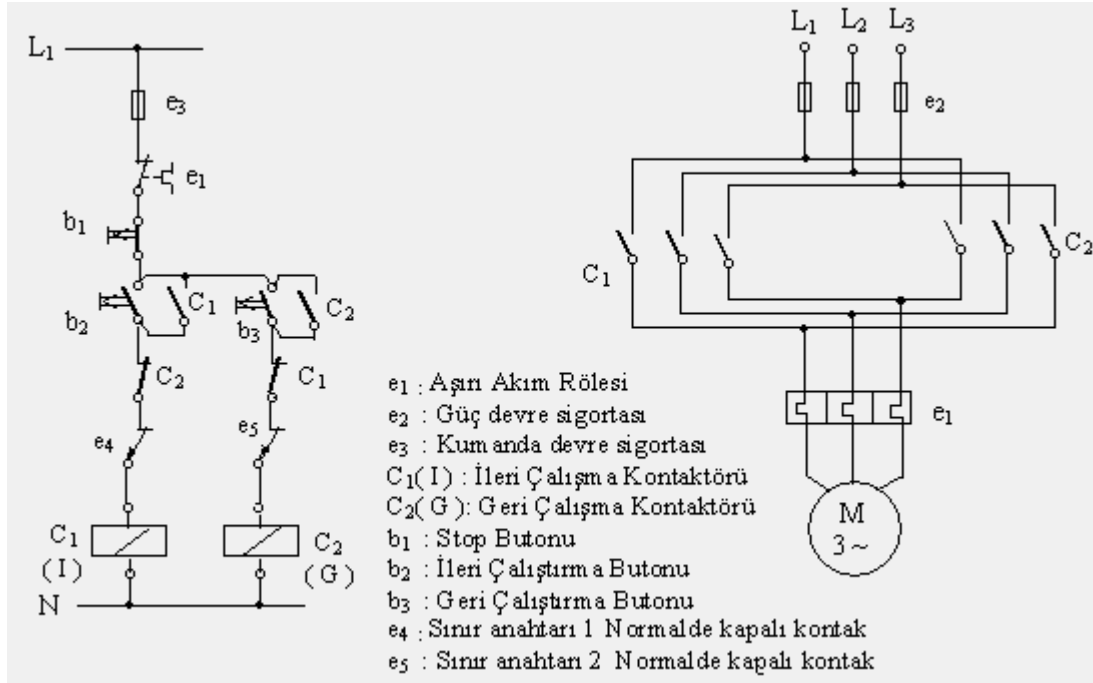 L1
e3
e1
b1
b2
C1
b3
C2
C2
C1
e4
e5
C1
(I)
C2
(G)
N
L1 L2 L3
e2
C1
C2
e1
M
3~
e1 : Aşırı Akım Rölesi
e2 : Güç devre sigortası
e3 : Kumanda devre sigortası
C1(I) : İleri Çalışma Kontaktörü
C2(G): Geri Çalışma Kontaktörü
b1 : Stop Butonu
b2 : İleri Çalıştırma Butonu
b3 : Geri Çalıştırma Butonu
e4 : Sınır anahtarı 1 Normalde kapalı kontak
e5 : Sınır anahtarı 2 Normalde kapalı kontak